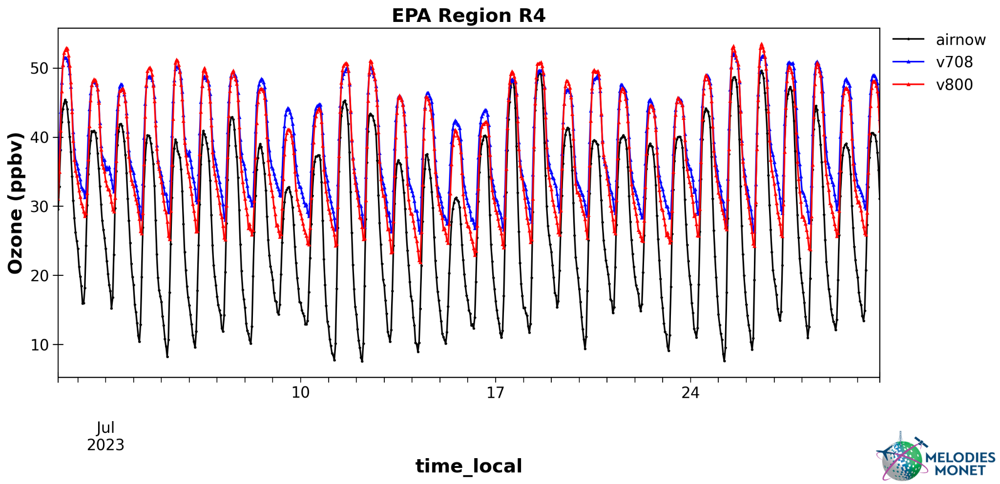 EPA Region R4
airnow
v708
v800
50
40
30
20
10
Ozone (ppbv)
10
17
24
Jul
2023
time_local
MELODIES
MONET